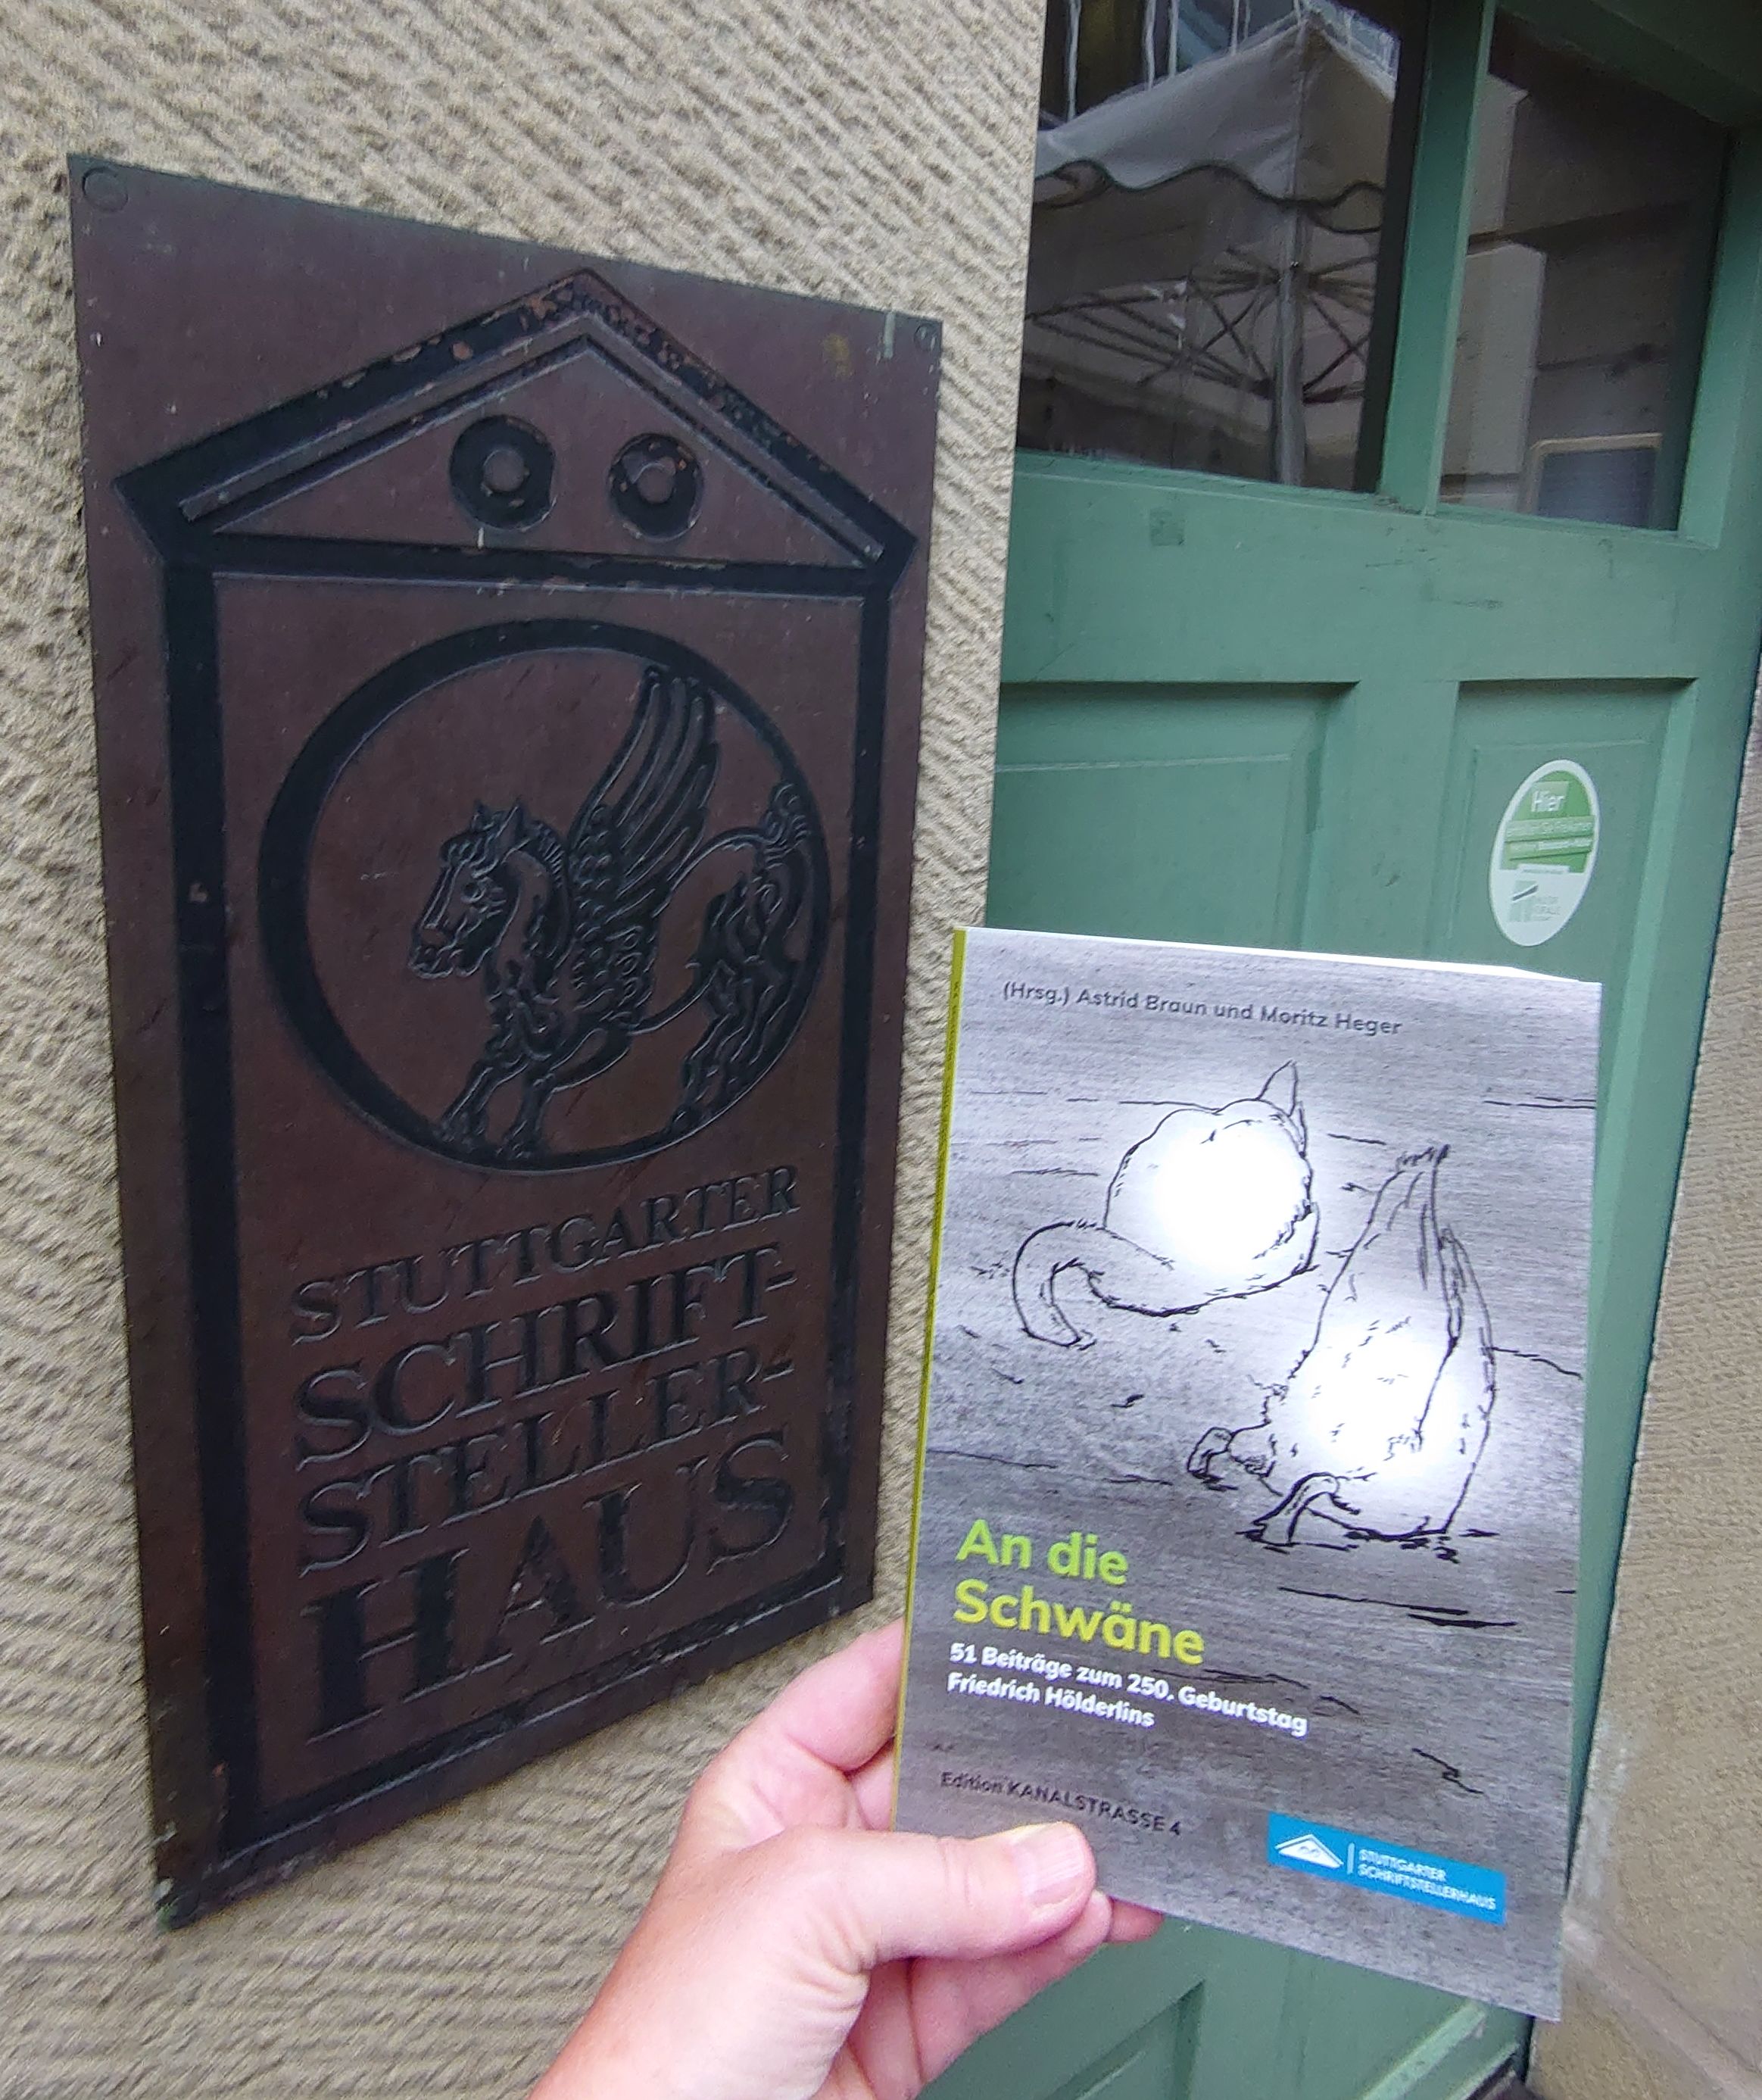 STUTTGARTER
SCHRIFT-
STELLER-
HAUS
Hier
(Hrsg.) Astrid Braun und Moritz Heger
An die
Schwäne
51 Beiträge zum 250. Geburtstag
Friedrich Hölderlins
Edition KANALSTRASSE 4
STUTTGARTER
SCHRIFTSTELLERHAUS